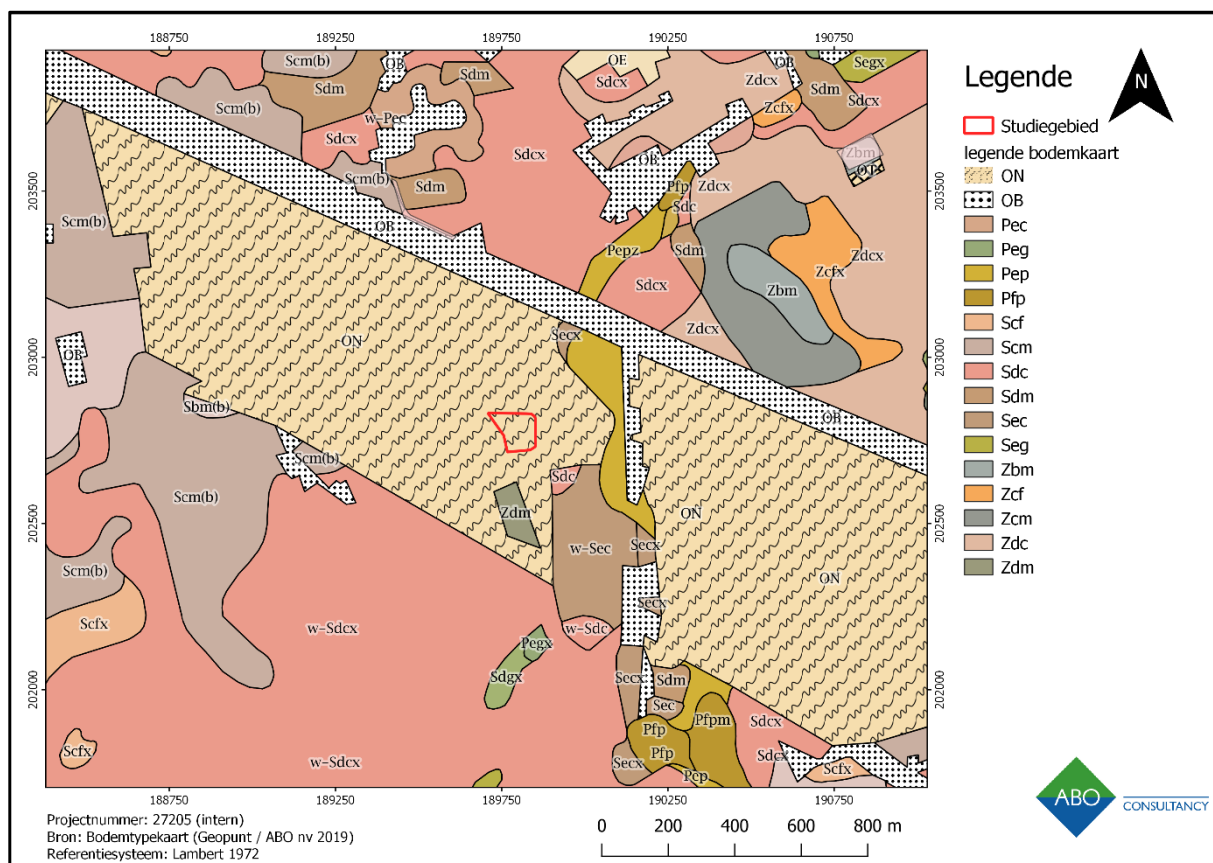 188750 189250 189750 190250 190750
Scm(b) OB Sdm OE Sdcx Zdcx OB Sdm Segx
Scm(b) Sdm w-Pec Sdcx Zcfx Sdcx
Sdcx Sdcx OB Zbm
Scm(b) Sdm Pfp Zdcx OT
203500 203500
Scm(b) OB Sdc
Pepz Sdm Zcfx Zdcx
Sdcx Zbm
ON Secx Zdcx
203000 203000
OB
Sbm(b) OB
Scm(b)
Scm(b) Sdc
202500 Zdm ON 202500
w-Sec Secx
Scm(b) ON
Scfx w-Sdcx Secx
w-Sdc
Pegx
Sdgx Secx Sdm
202000 202000
Sec
Scfx Pfp Pfpm Sdcx
w-Sdcx Secx Pfp Sdcx Scfx
Pep
188750 189250 189750 190250 190750
N
Legende
Studiegebied
legende bodemkaart
ON
OB
Pec
Peg
Pep
Pfp
Scf
Scm
Sdc
Sdm
Sec
Seg
Zbm
Zcf
Zcm
Zdc
Zdm
Projectnummer: 27205 (intern)
Bron: Bodemtypekaart (Geopunt / ABO nv 2019)
Referentiesysteem: Lambert 1972
0 200 400 600 800 m
ABO
CONSULTANCY